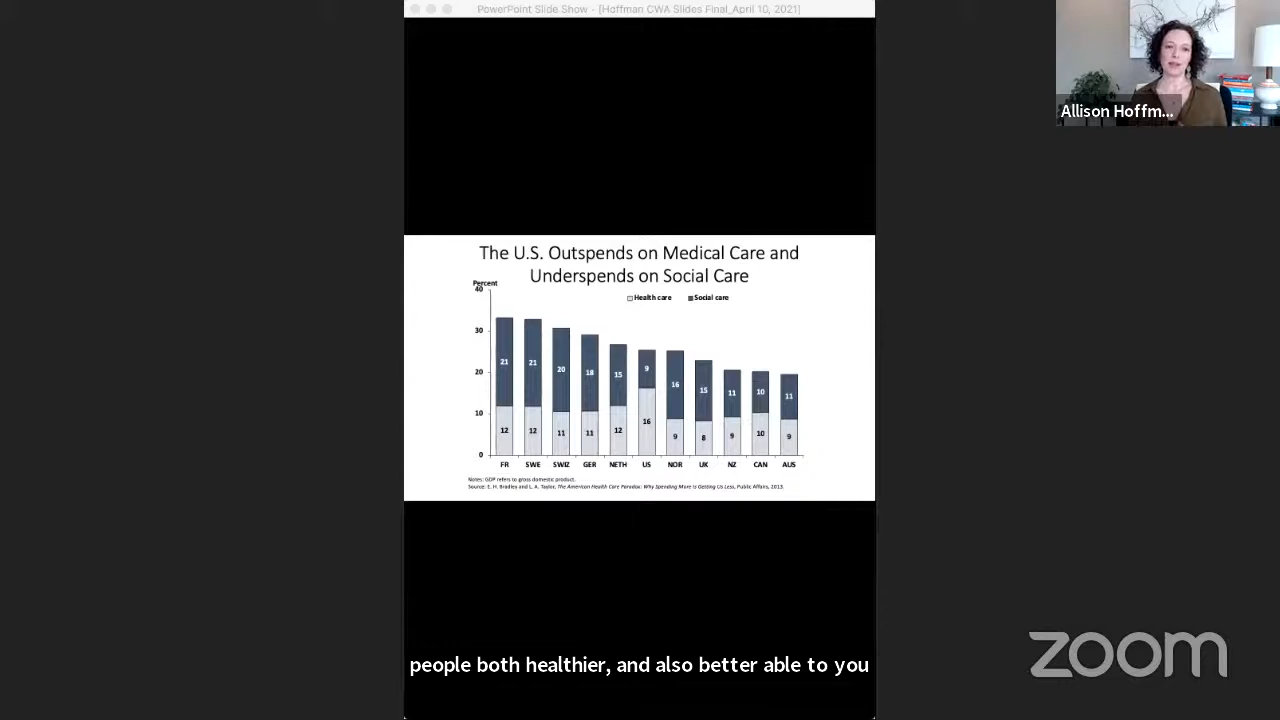 PowerPoint Slide Show - [Hoffman CWA Slides Final_April 10, 2021]
Allison Hoffm...
The U.S. Outspends on Medical Care and
Underspends on Social Care
Percent
Health care Social care
40
30
20
10
0
21 21 20 18 15 9 16 15 11 10 11
12 12 11 11 12 16 9 8 9 10 9
FR SWE SWIZ GER NETH US NOR UK NZ CAN AUS
Notes: GDP refers to gross domestic product.
Source: E. H. Bradley and L. A. Taylor, The American Health Care Paradox: Why Spending More Is Getting Us Less, Public Affairs, 2013.
people both healthier, and also better able to you
zoom